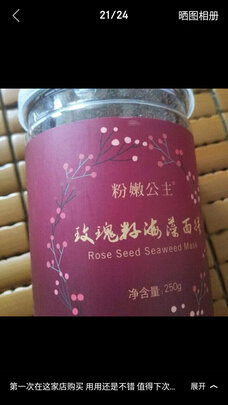 21/24
晒图相册
粉嫩公主®
玫瑰籽海藻面膜
Rose Seed Seaweed Mask
净含量:250g
第一次在这家店购买 用用还是不错 值得下次...
展开